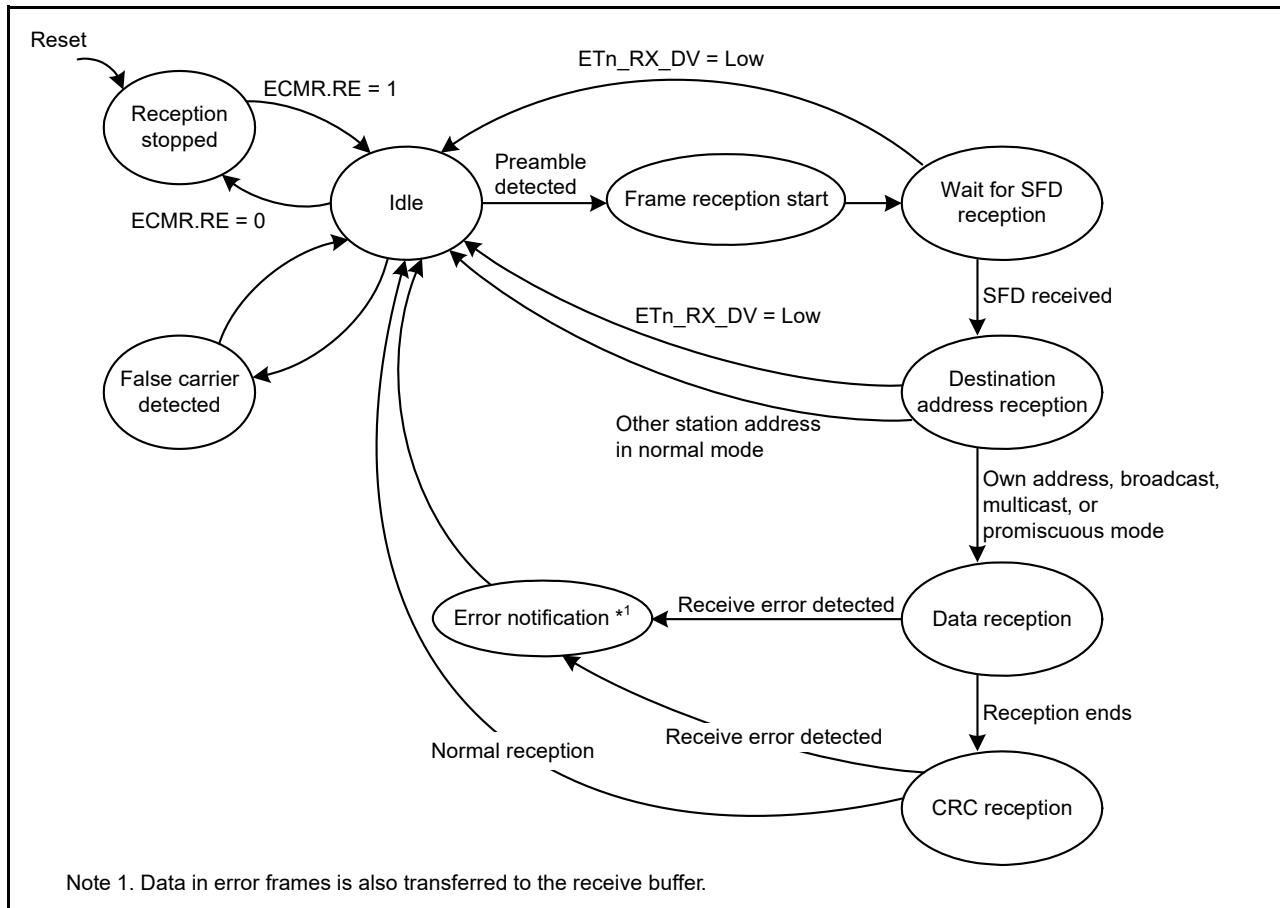 Reset
ETn_RX_DV = Low
ECMR.RE = 1
Reception
stopped
Preamble
detected
Idle
Frame reception start
Wait for SFD
reception
ECMR.RE = 0
SFD received
ETn_RX_DV = Low
False carrier
detected
Destination
address reception
Other station address
in normal mode
Own address, broadcast,
multicast, or
promiscuous mode
Error notification *1
Receive error detected
Data reception
Reception ends
Receive error detected
Normal reception
CRC reception
Note 1. Data in error frames is also transferred to the receive buffer.